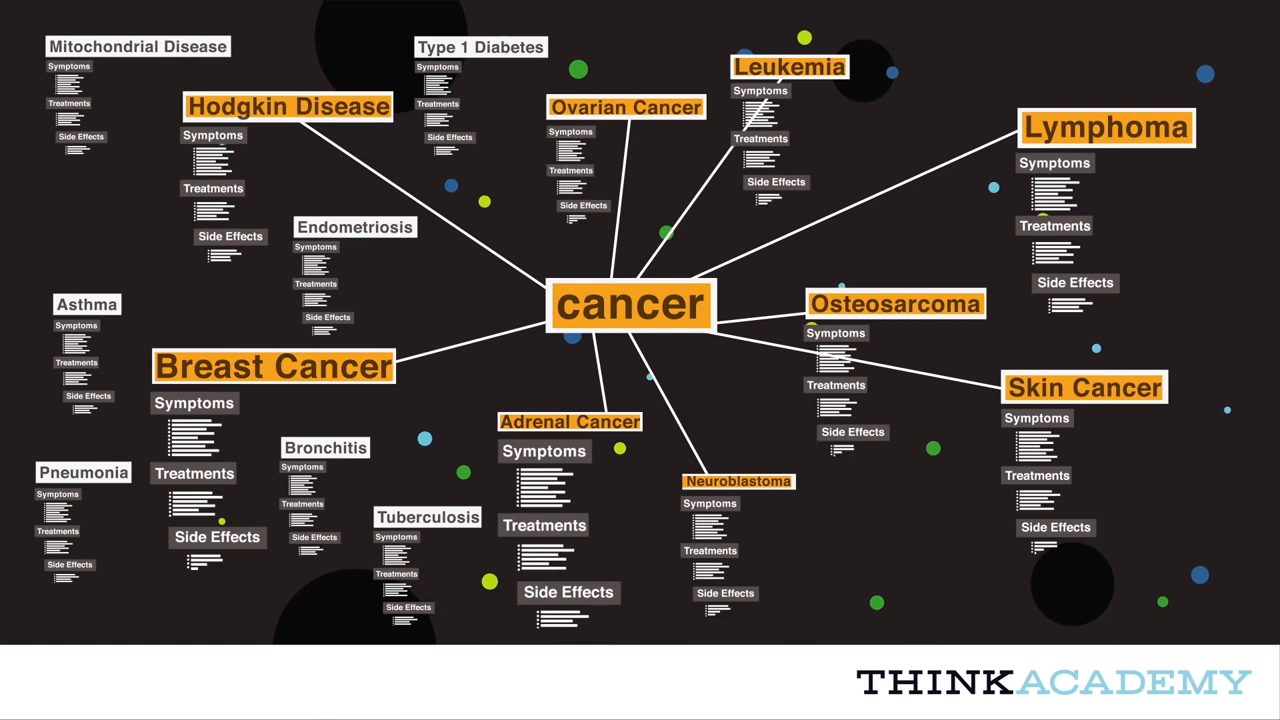 Mitochondrial Disease
Symptoms
Treatments
Side Effects
Hodgkin Disease
Symptoms
Treatments
Side Effects
Type 1 Diabetes
Symptoms
Treatments
Side Effects
Ovarian Cancer
Symptoms
Treatments
Side Effects
Leukemia
Symptoms
Treatments
Side Effects
Lymphoma
Symptoms
Treatments
Side Effects
Endometriosis
Symptoms
Treatments
Side Effects
cancer
Asthma
Symptoms
Treatments
Side Effects
Breast Cancer
Symptoms
Treatments
Side Effects
Osteosarcoma
Symptoms
Treatments
Side Effects
Skin Cancer
Symptoms
Treatments
Side Effects
Adrenal Cancer
Symptoms
Treatments
Side Effects
Neuroblastoma
Symptoms
Treatments
Side Effects
Bronchitis
Symptoms
Treatments
Side Effects
Pneumonia
Symptoms
Treatments
Side Effects
Tuberculosis
Symptoms
Treatments
Side Effects
THINKACADEMY